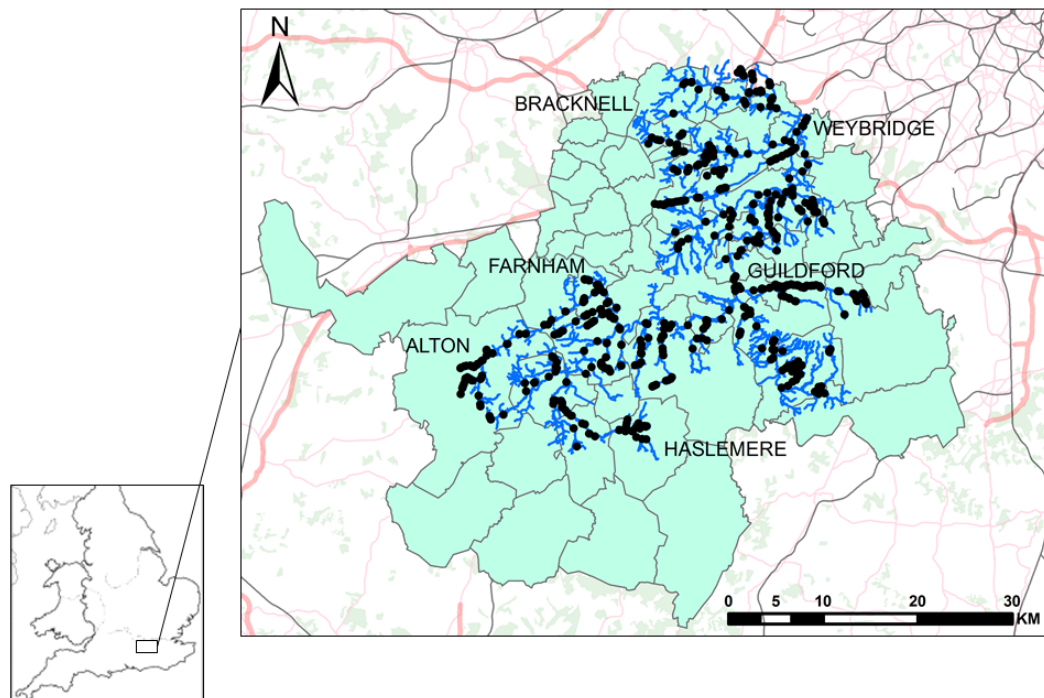 N
BRACKNELL
WEYBRIDGE
FARNHAM
GUILDFORD
ALTON
HASLEMERE
0 5 10 20 30
KM